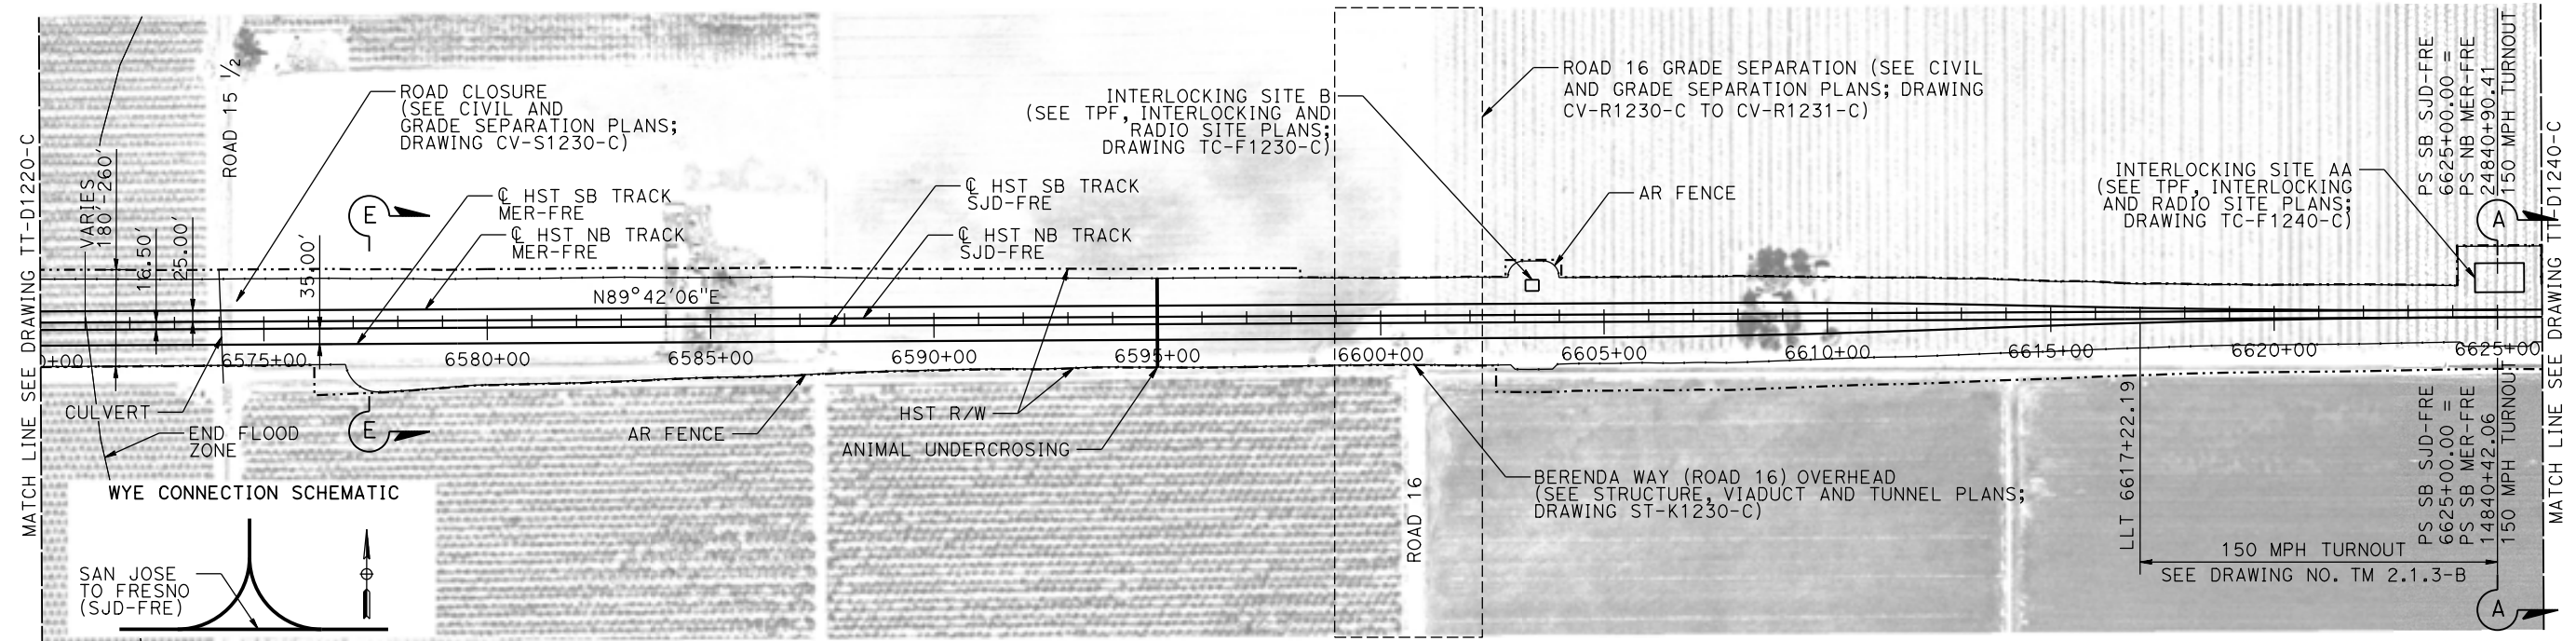 MATCH LINE SEE DRAWING TT-D1220-C
VARIES
180'-260'
16.50'
25.00'
ROAD 15 1/2
ROAD CLOSURE
(SEE CIVIL AND
GRADE SEPARATION PLANS;
DRAWING CV-S1230-C)
E
35.00'
℄ HST SB TRACK
MER-FRE
℄ HST NB TRACK
MER-FRE
N89°42'06"E
℄ HST SB TRACK
SJD-FRE
℄ HST NB TRACK
SJD-FRE
INTERLOCKING SITE B
(SEE TPF, INTERLOCKING AND
RADIO SITE PLANS;
DRAWING TC-F1230-C)
ROAD 16 GRADE SEPARATION (SEE CIVIL
AND GRADE SEPARATION PLANS; DRAWING
CV-R1230-C TO CV-R1231-C)
AR FENCE
INTERLOCKING SITE AA
(SEE TPF, INTERLOCKING
AND RADIO SITE PLANS;
DRAWING TC-F1240-C)
PS SB SJD-FRE
6625+00.00 =
PS NB MER-FRE
24840+90.41
150 MPH TURNOUT
A
MATCH LINE SEE DRAWING TT-D1240-C
0+00
6575+00
6580+00
6585+00
6590+00
6595+00
6600+00
6605+00
6610+00
6615+00
6620+00
6625+00
CULVERT
END FLOOD
ZONE
E
AR FENCE
HST R/W
ANIMAL UNDERCROSING
ROAD 16
BERENDA WAY (ROAD 16) OVERHEAD
(SEE STRUCTURE, VIADUCT AND TUNNEL PLANS;
DRAWING ST-K1230-C)
LLT 6617+22.19
PS SB SJD-FRE
6625+00.00 =
PS SB MER-FRE
14840+42.06
150 MPH TURNOUT
150 MPH TURNOUT
SEE DRAWING NO. TM 2.1.3-B
A
WYE CONNECTION SCHEMATIC
SAN JOSE
TO FRESNO
(SJD-FRE)